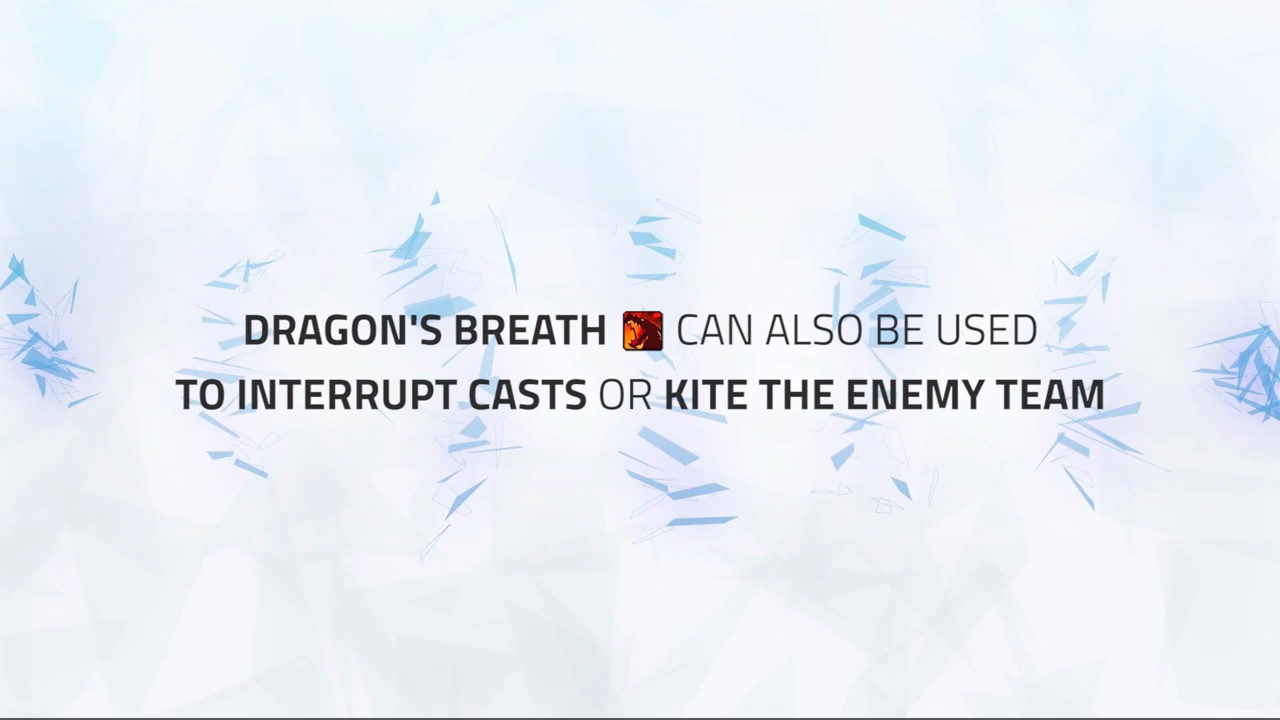 DRAGON'S BREATH CAN ALSO BE USED
TO INTERRUPT CASTS OR KITE THE ENEMY TEAM